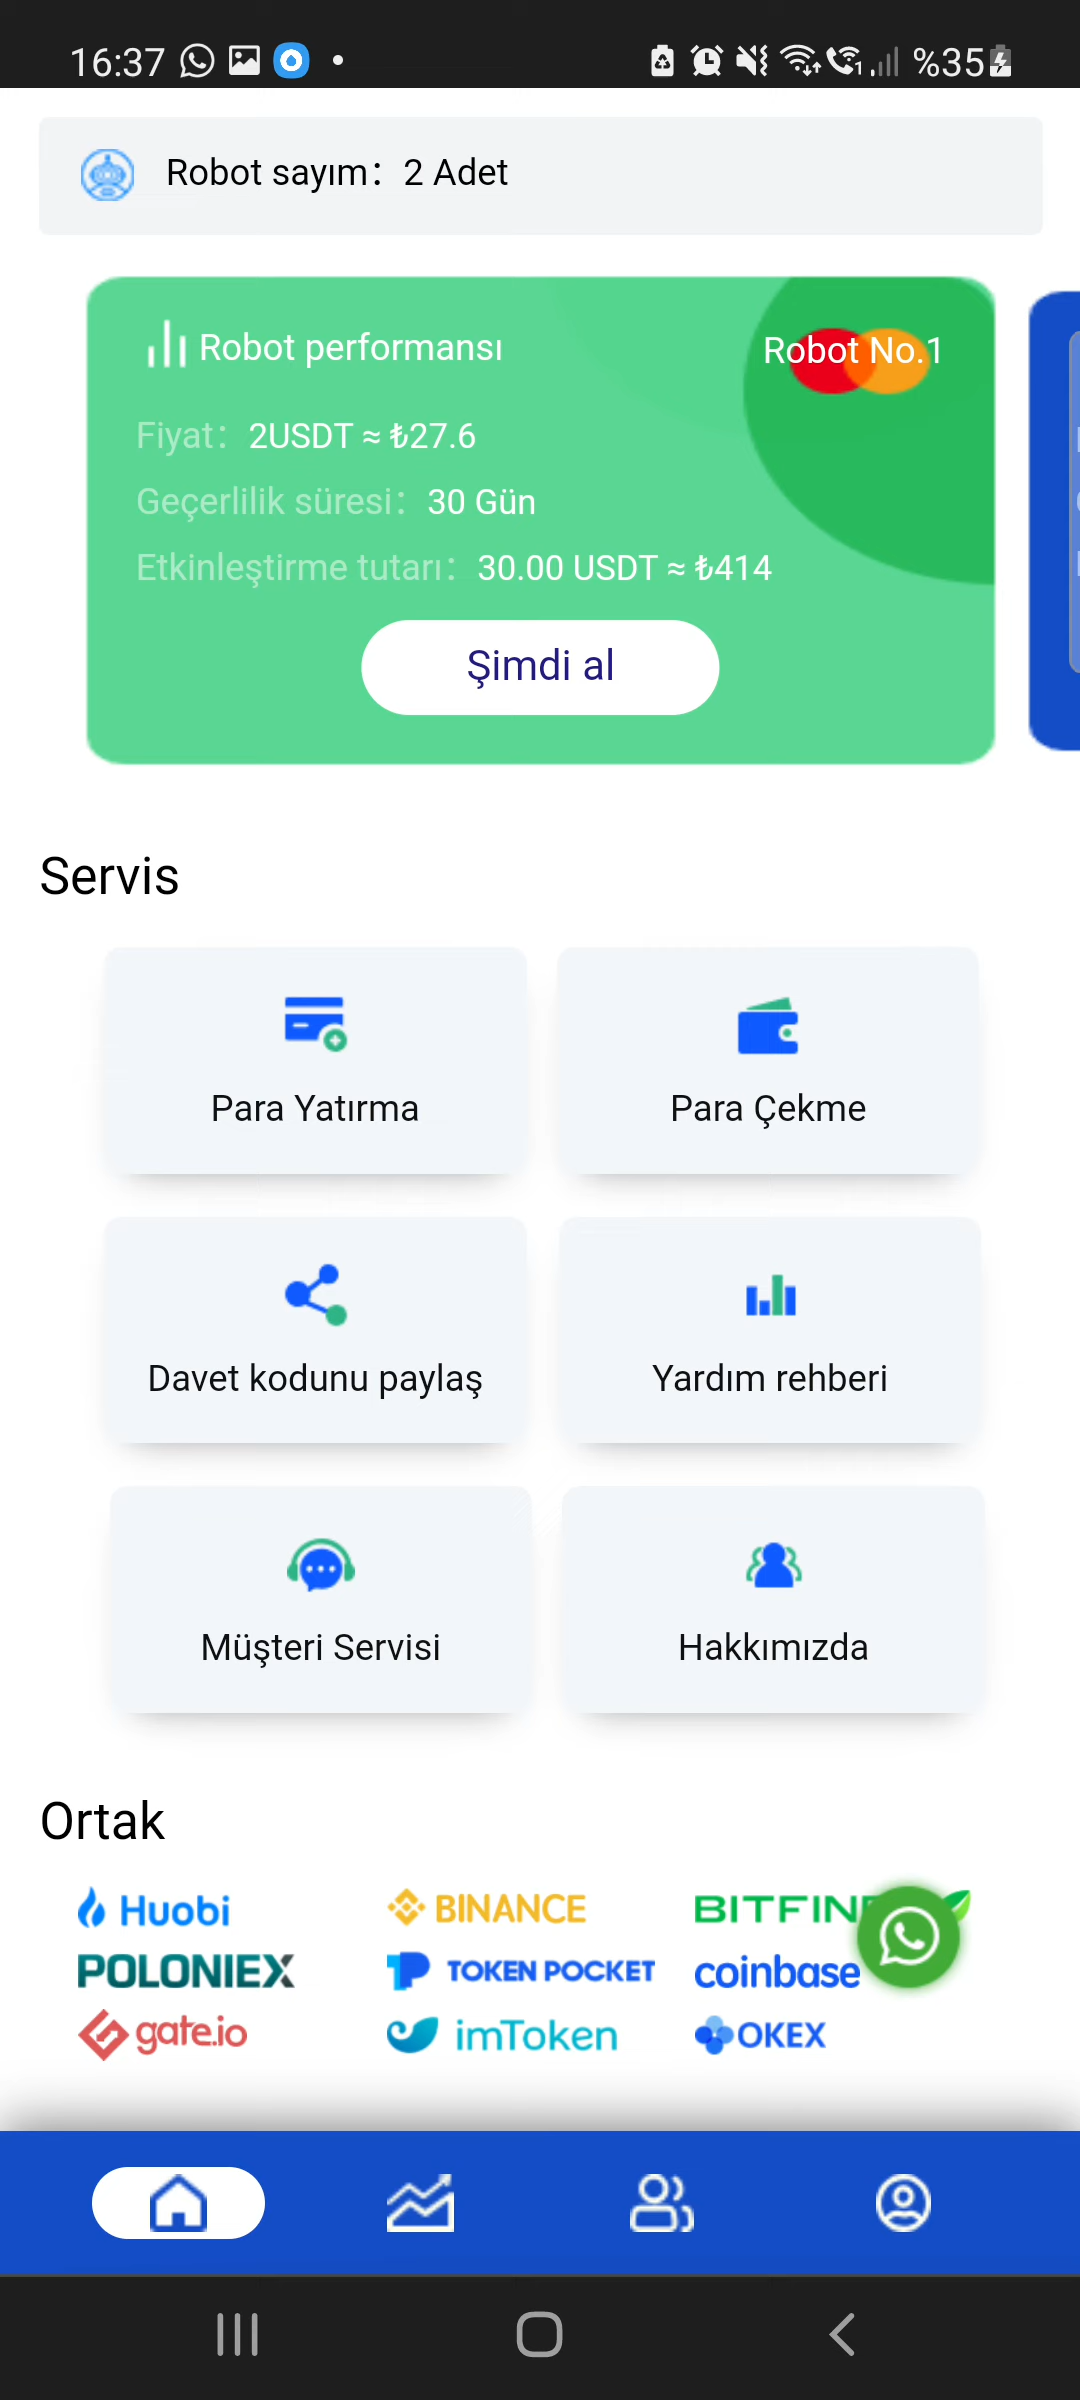 16:37
%35
Robot sayım: 2 Adet
Robot performansı
Robot No.1
Fiyat: 2USDT ≈ ₺27.6
Geçerlilik süresi: 30 Gün
Etkinleştirme tutarı: 30.00 USDT ≈ ₺414
Şimdi al
Servis
Para Yatırma
Para Çekme
Davet kodunu paylaş
Yardım rehberi
Müşteri Servisi
Hakkımızda
Ortak
Huobi
BINANCE
BITFINE
POLONIEX
TOKEN POCKET
coinbase
gate.io
imToken
OKEX